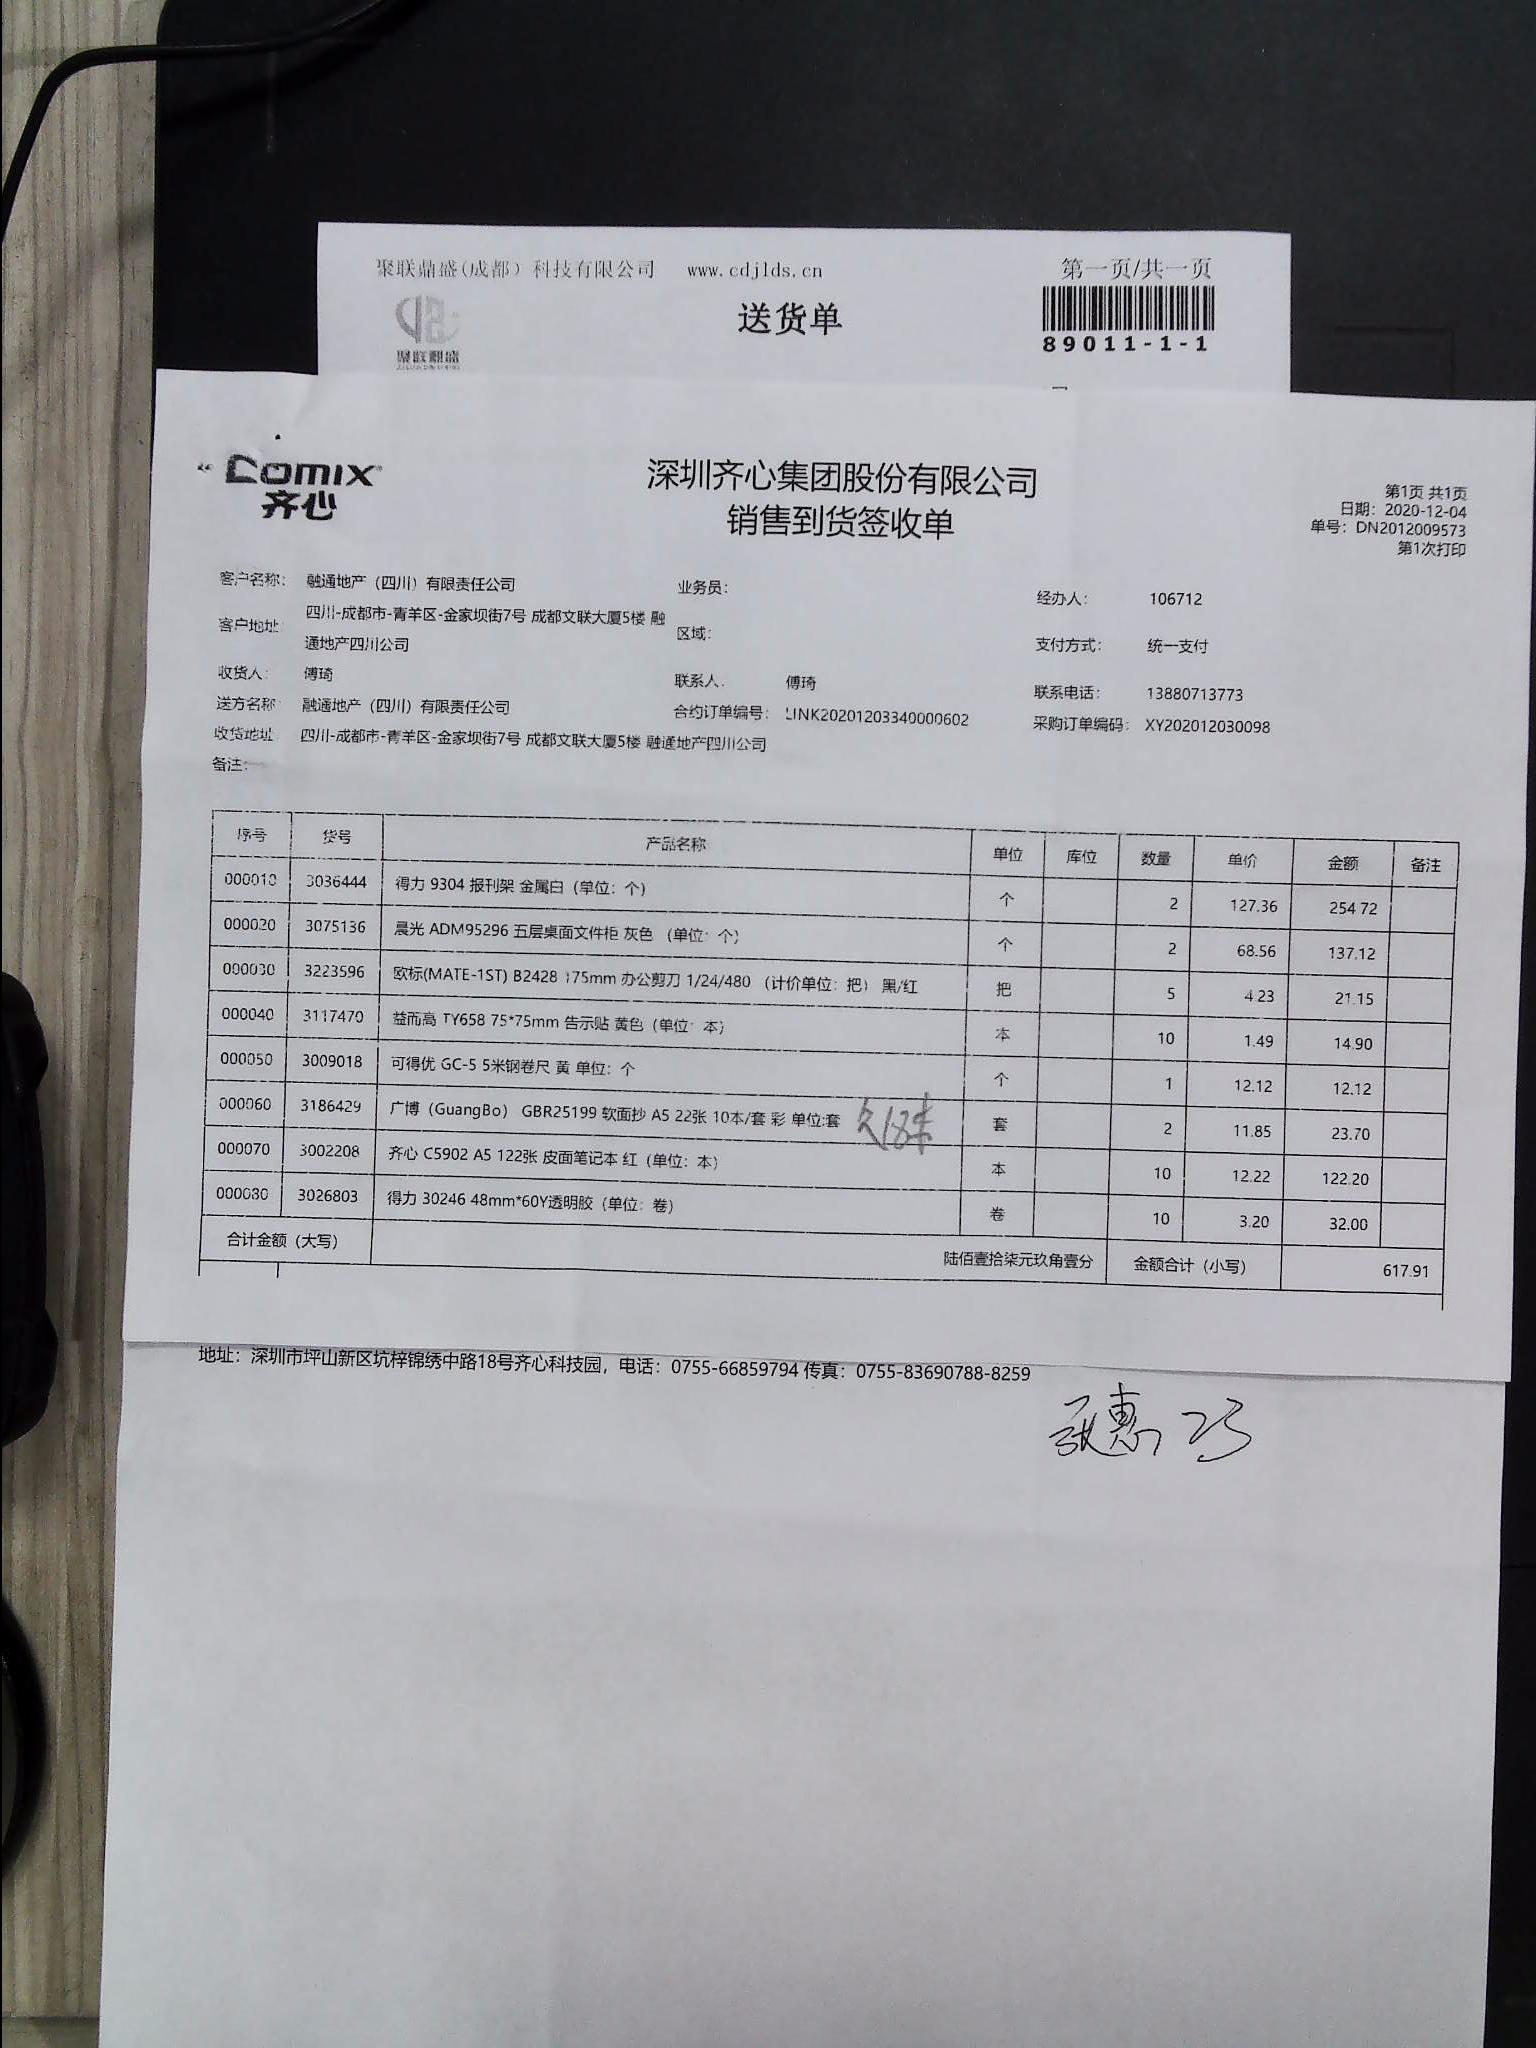 聚联鼎盛(成都)科技有限公司 www.cdjlds.cn 第一页/共一页
送货单
聚联鼎盛
89011-1-1
Comix
齐心
深圳齐心集团股份有限公司
销售到货签收单
第1页 共1页
日期：2020-12-04
单号：DN2012009573
第1次打印
客户名称： 融通地产（四川）有限责任公司 业务员： 经办人： 106712
客户地址： 四川-成都市-青羊区-金家坝街7号 成都文联大厦5楼 融
通地产四川公司 区域： 支付方式： 统一支付
收货人： 傅琦 联系人： 傅琦 联系电话： 13880713773
送方名称： 融通地产（四川）有限责任公司 合约订单编号： LINK20201203340000602 采购订单编码： XY202012030098
收货地址： 四川-成都市-青羊区-金家坝街7号 成都文联大厦5楼 融通地产四川公司
备注：
序号 货号 产品名称 单位 库位 数量 单价 金额 备注
000010 3036444 得力 9304 报刊架 金属白（单位：个） 个 2 127.36 254.72
000020 3075136 晨光 ADM95296 五层桌面文件柜 灰色 （单位：个） 个 2 68.56 137.12
000030 3223596 欧标(MATE-1ST) B2428 175mm 办公剪刀 1/24/480 （计价单位：把） 黑/红 把 5 4.23 21.15
000040 3117470 益而高 TY658 75*75mm 告示贴 黄色（单位：本） 本 10 1.49 14.90
000050 3009018 可得优 GC-5 5米钢卷尺 黄 单位：个 个 1 12.12 12.12
000060 3186429 广博（GuangBo） GBR25199 软面抄 A5 22张 10本/套 彩 单位:套 欠18本 套 2 11.85 23.70
000070 3002208 齐心 C5902 A5 122张 皮面笔记本 红（单位：本） 本 10 12.22 122.20
000080 3026803 得力 30246 48mm*60Y透明胶（单位：卷） 卷 10 3.20 32.00
合计金额（大写） 陆佰壹拾柒元玖角壹分 金额合计（小写） 617.91
地址：深圳市坪山新区坑梓锦绣中路18号齐心科技园，电话：0755-66859794 传真：0755-83690788-8259